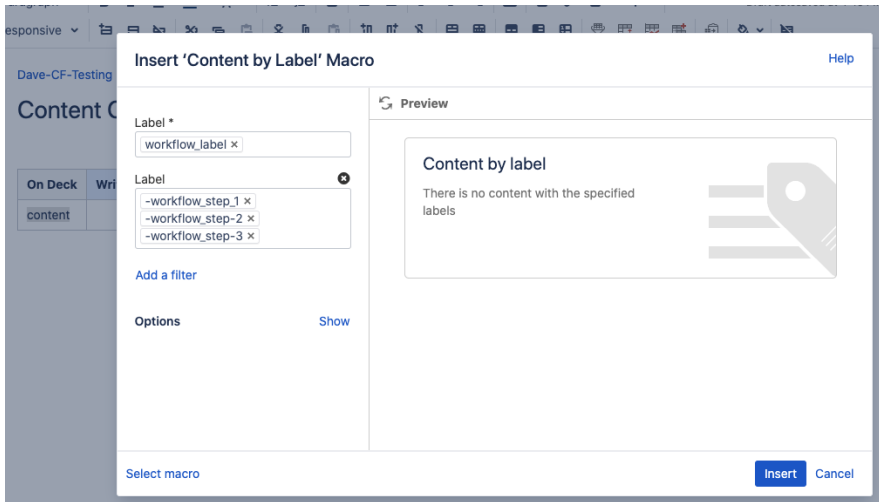 esponsive
Dave-CF-Testing
Content C
On Deck Wri
content
Insert ‘Content by Label’ Macro
Help
Label *
workflow_label ×
Label
-workflow_step_1 ×
-workflow_step-2 ×
-workflow_step-3 ×
Add a filter
Options Show
Preview
Content by label
There is no content with the specified
labels
Select macro
Insert Cancel